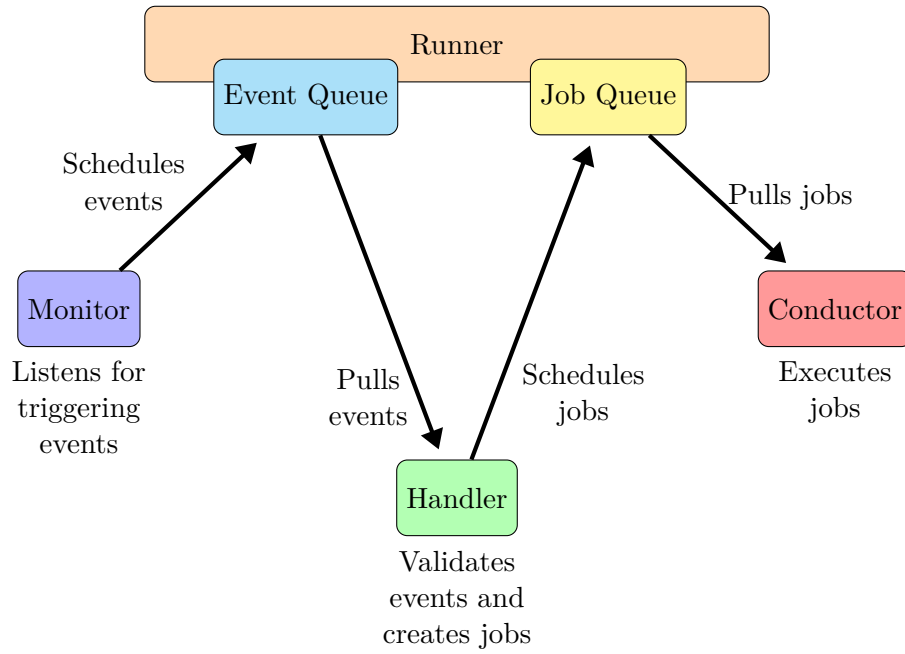 Runner
Event Queue
Job Queue
Schedules
events
Pulls jobs
Monitor
Conductor
Listens for
triggering
events
Pulls
events
Schedules
jobs
Executes
jobs
Handler
Validates
events and
creates jobs